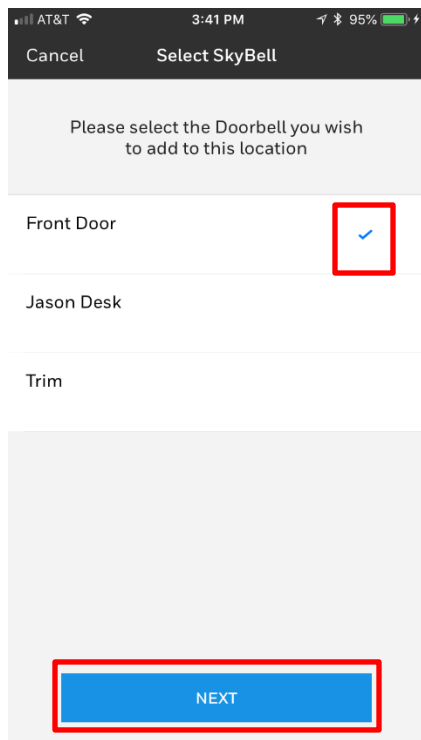 AT&T 3:41 PM 95%
Cancel Select SkyBell
Please select the Doorbell you wish
to add to this location
Front Door
Jason Desk
Trim
NEXT